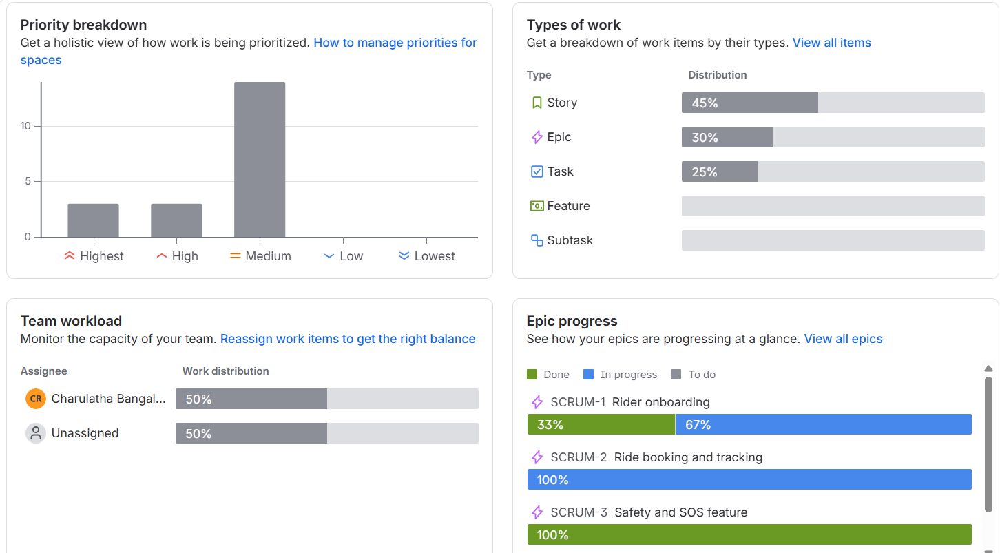 Priority breakdown
Get a holistic view of how work is being prioritized. How to manage priorities for
spaces
10
5
0
Highest
High
Medium
Low
Lowest
Types of work
Get a breakdown of work items by their types. View all items
Type Distribution
Story 45%
Epic 30%
Task 25%
Feature
Subtask
Team workload
Monitor the capacity of your team. Reassign work items to get the right balance
Assignee Work distribution
CR Charulatha Bangal... 50%
Unassigned 50%
Epic progress
See how your epics are progressing at a glance. View all epics
Done In progress To do
SCRUM-1 Rider onboarding
33% 67%
SCRUM-2 Ride booking and tracking
100%
SCRUM-3 Safety and SOS feature
100%